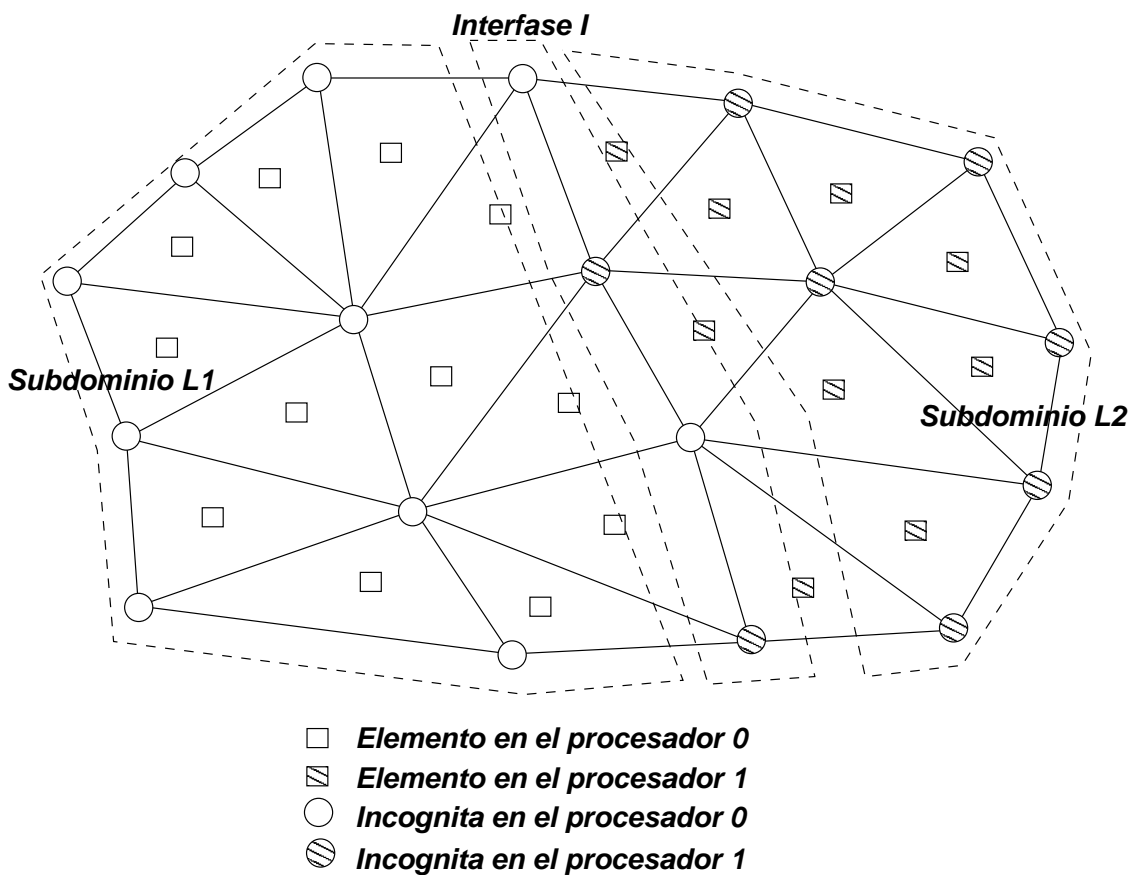 Interfase I
Subdominio L1
Subdominio L2
Elemento en el procesador 0
Elemento en el procesador 1
Incognita en el procesador 0
Incognita en el procesador 1